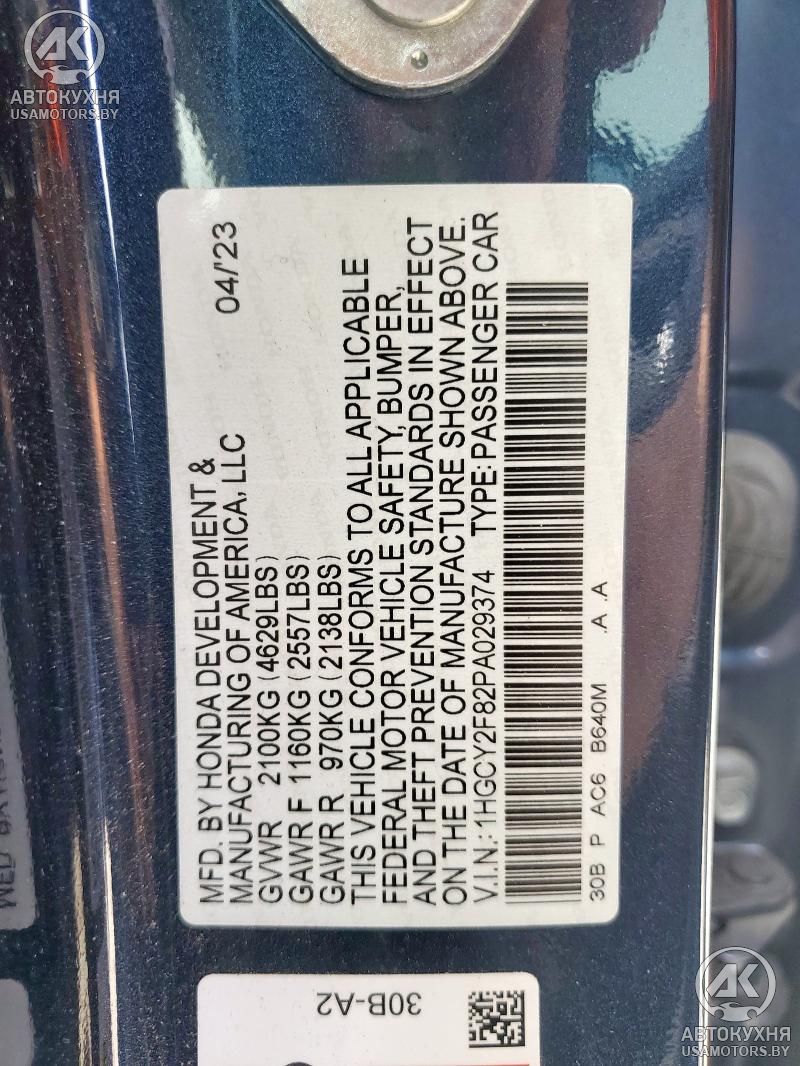 АВТОКУХНЯ
USAMOTORS.BY
MFD. BY HONDA DEVELOPMENT &
MANUFACTURING OF AMERICA, LLC 04/'23
GVWR 2100KG (4629LBS)
GAWR F 1160KG (2557LBS)
GAWR R 970KG (2138LBS)
THIS VEHICLE CONFORMS TO ALL APPLICABLE
FEDERAL MOTOR VEHICLE SAFETY, BUMPER,
AND THEFT PREVENTION STANDARDS IN EFFECT
ON THE DATE OF MANUFACTURE SHOWN ABOVE.
V.I.N.: 1HGCY2F82PA029374 TYPE: PASSENGER CAR
30B P AC6 B640M .A .A
30B-A2
АВТОКУХНЯ
USAMOTORS.BY